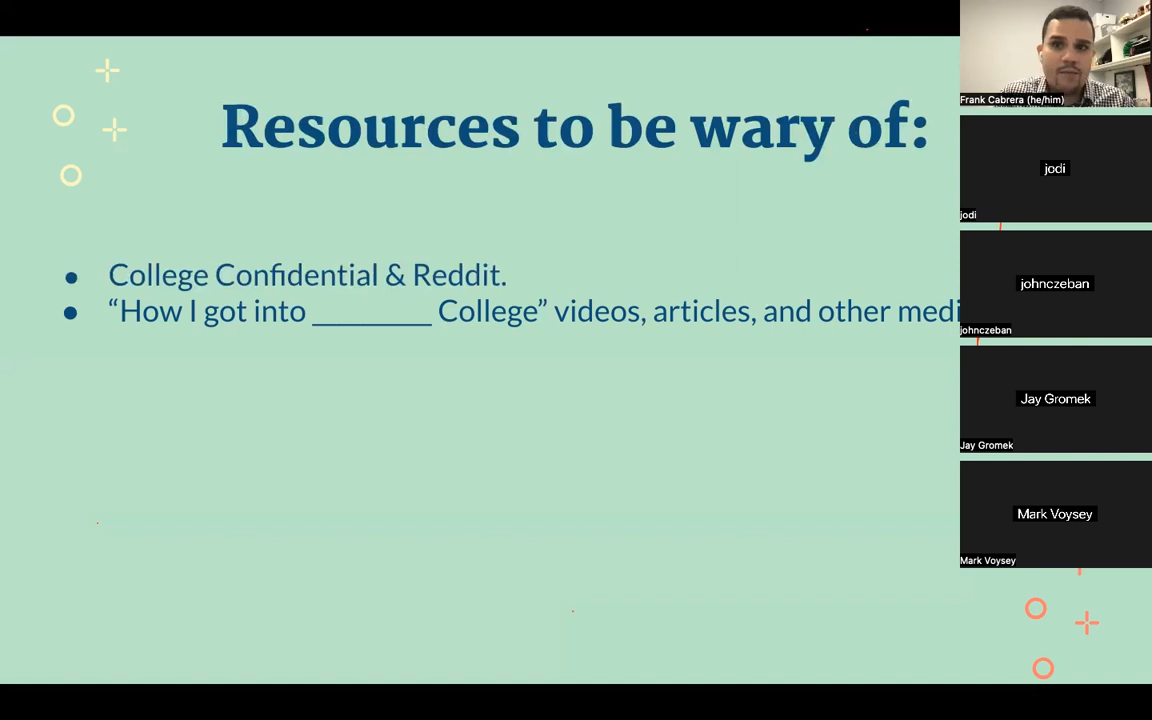 Resources to be wary of:
● College Confidential & Reddit.
● “How I got into ________ College” videos, articles, and other medi
Frank Cabrera (he/him)
jodi
jodi
johnczeban
johnczeban
Jay Gromek
Jay Gromek
Mark Voysey
Mark Voysey